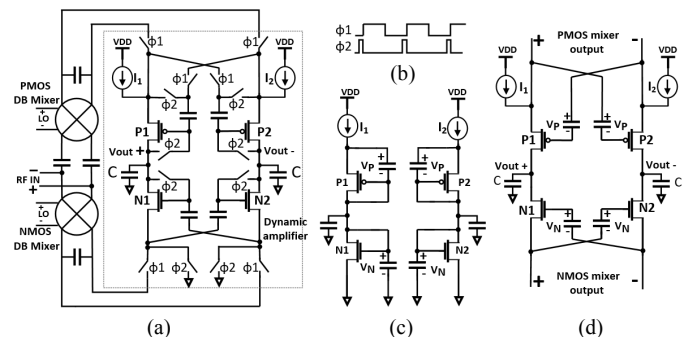 (a)
VDD
I1
PMOS
DB Mixer
+
LO
-
RF IN
-
+
+
LO
-
NMOS
DB Mixer
ϕ1
ϕ2
ϕ1
ϕ1
ϕ2
ϕ1
VDD
I2
ϕ2
ϕ2
P1
P2
Vout +
ϕ2
ϕ2
Vout -
C
C
ϕ2
ϕ2
N1
N2
Dynamic
amplifier
ϕ1
ϕ2
ϕ2
ϕ1
(a)
ϕ1
ϕ2
(b)
VDD
VDD
I1
I2
VP
+
-
+
-
VP
P1
P2
N1
N2
+
-
VN
+
-
VN
(c)
(d)
PMOS mixer
output
+
-
VDD
VDD
I1
I2
+
-
VP
+
-
VP
P1
P2
Vout +
Vout -
C
C
N1
N2
+
-
VN
+
-
VN
+
-
NMOS mixer
output
(d)